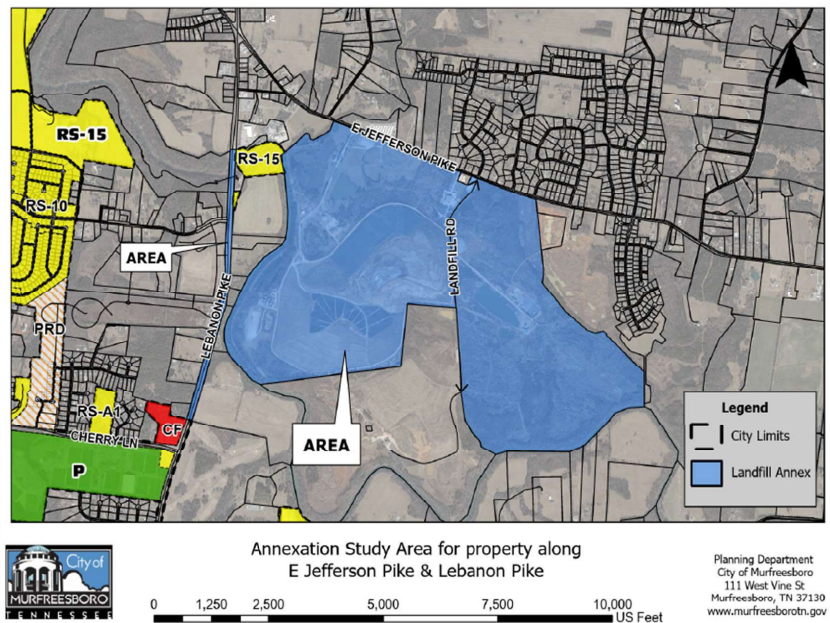 N
E JEFFERSON PIKE
RS-15
RS-15
RS-10
AREA
LANDFILL RD
LEBANON PIKE
PRD
RS-A1
CF
CHERRY LN
AREA
P
Legend
City Limits
Landfill Annex
City of
MURFREESBORO
TENNESSEE
Annexation Study Area for property along
E Jefferson Pike & Lebanon Pike
0 1,250 2,500 5,000 7,500 10,000
US Feet
Planning Department
City of Murfreesboro
111 West Vine St
Murfreesboro, TN 37130
www.murfreesborotn.gov